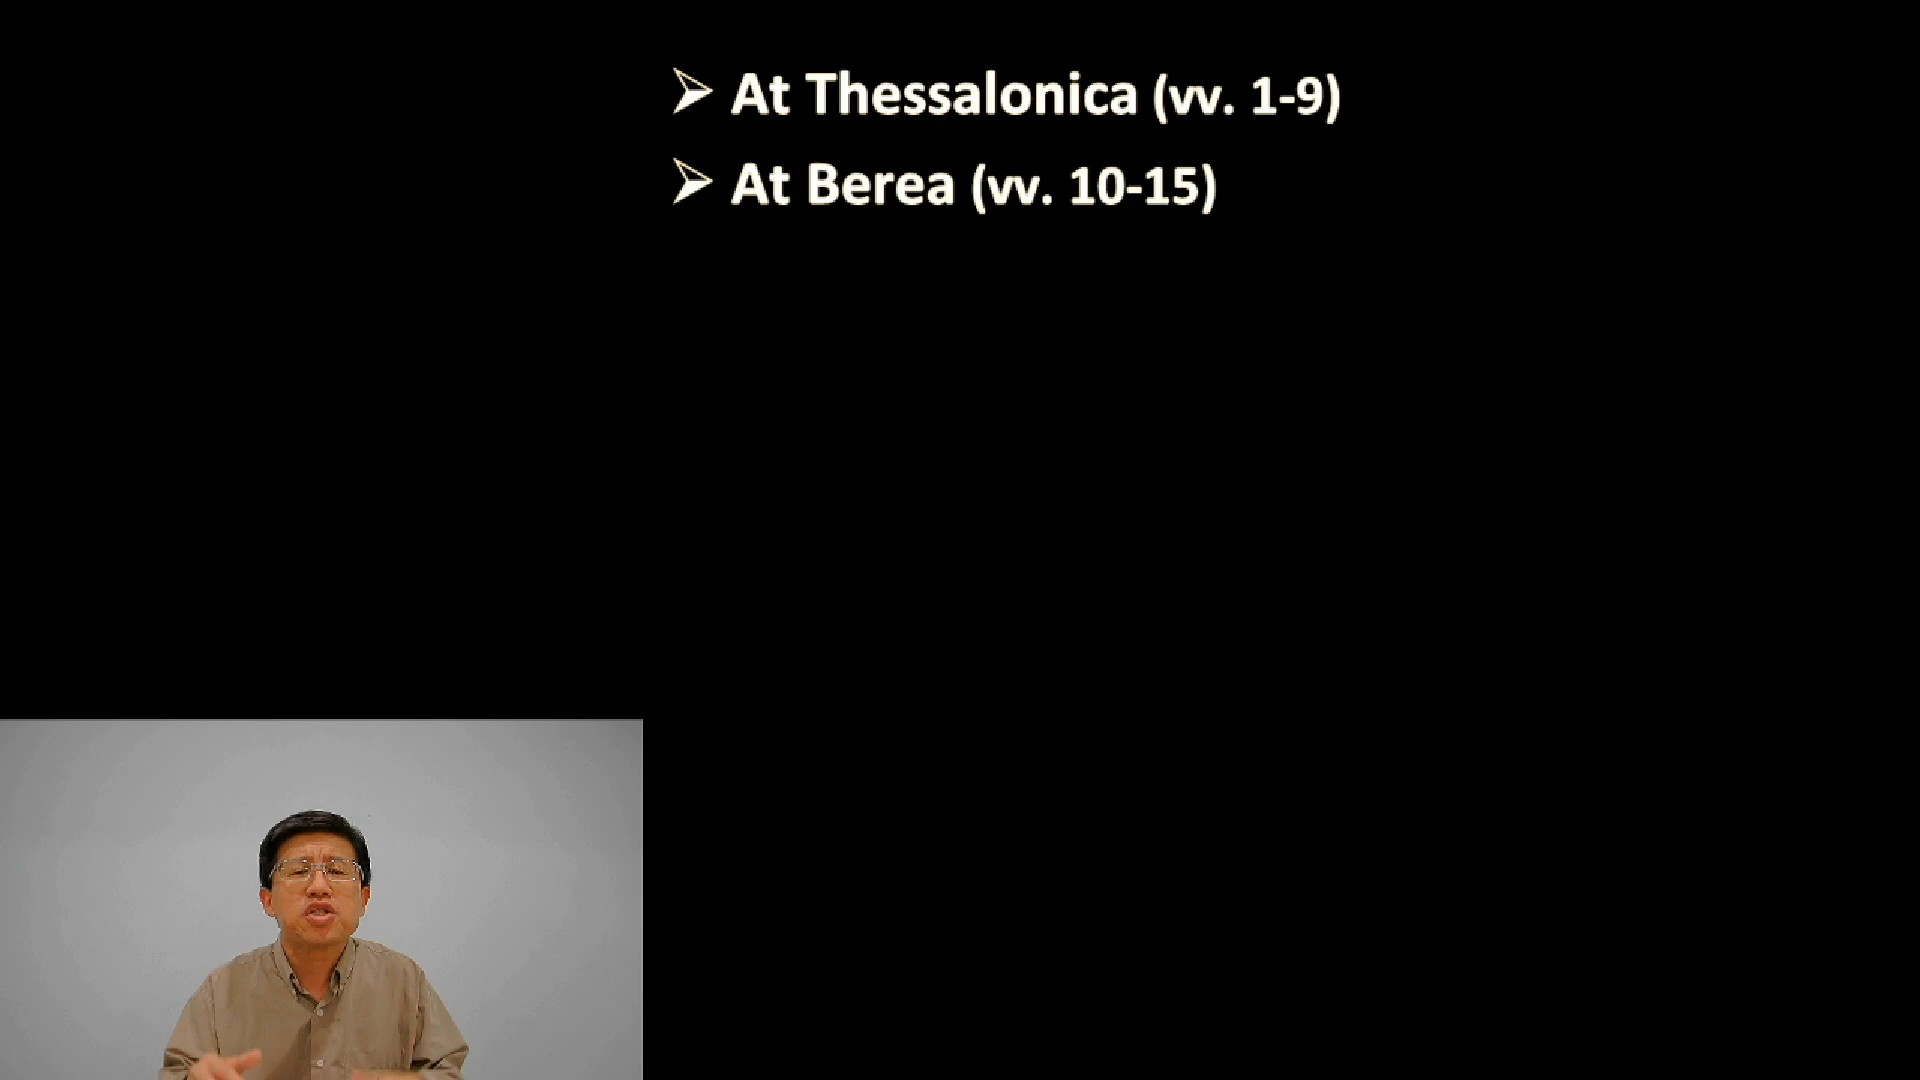 ➢ At Thessalonica (vv. 1-9)
➢ At Berea (vv. 10-15)